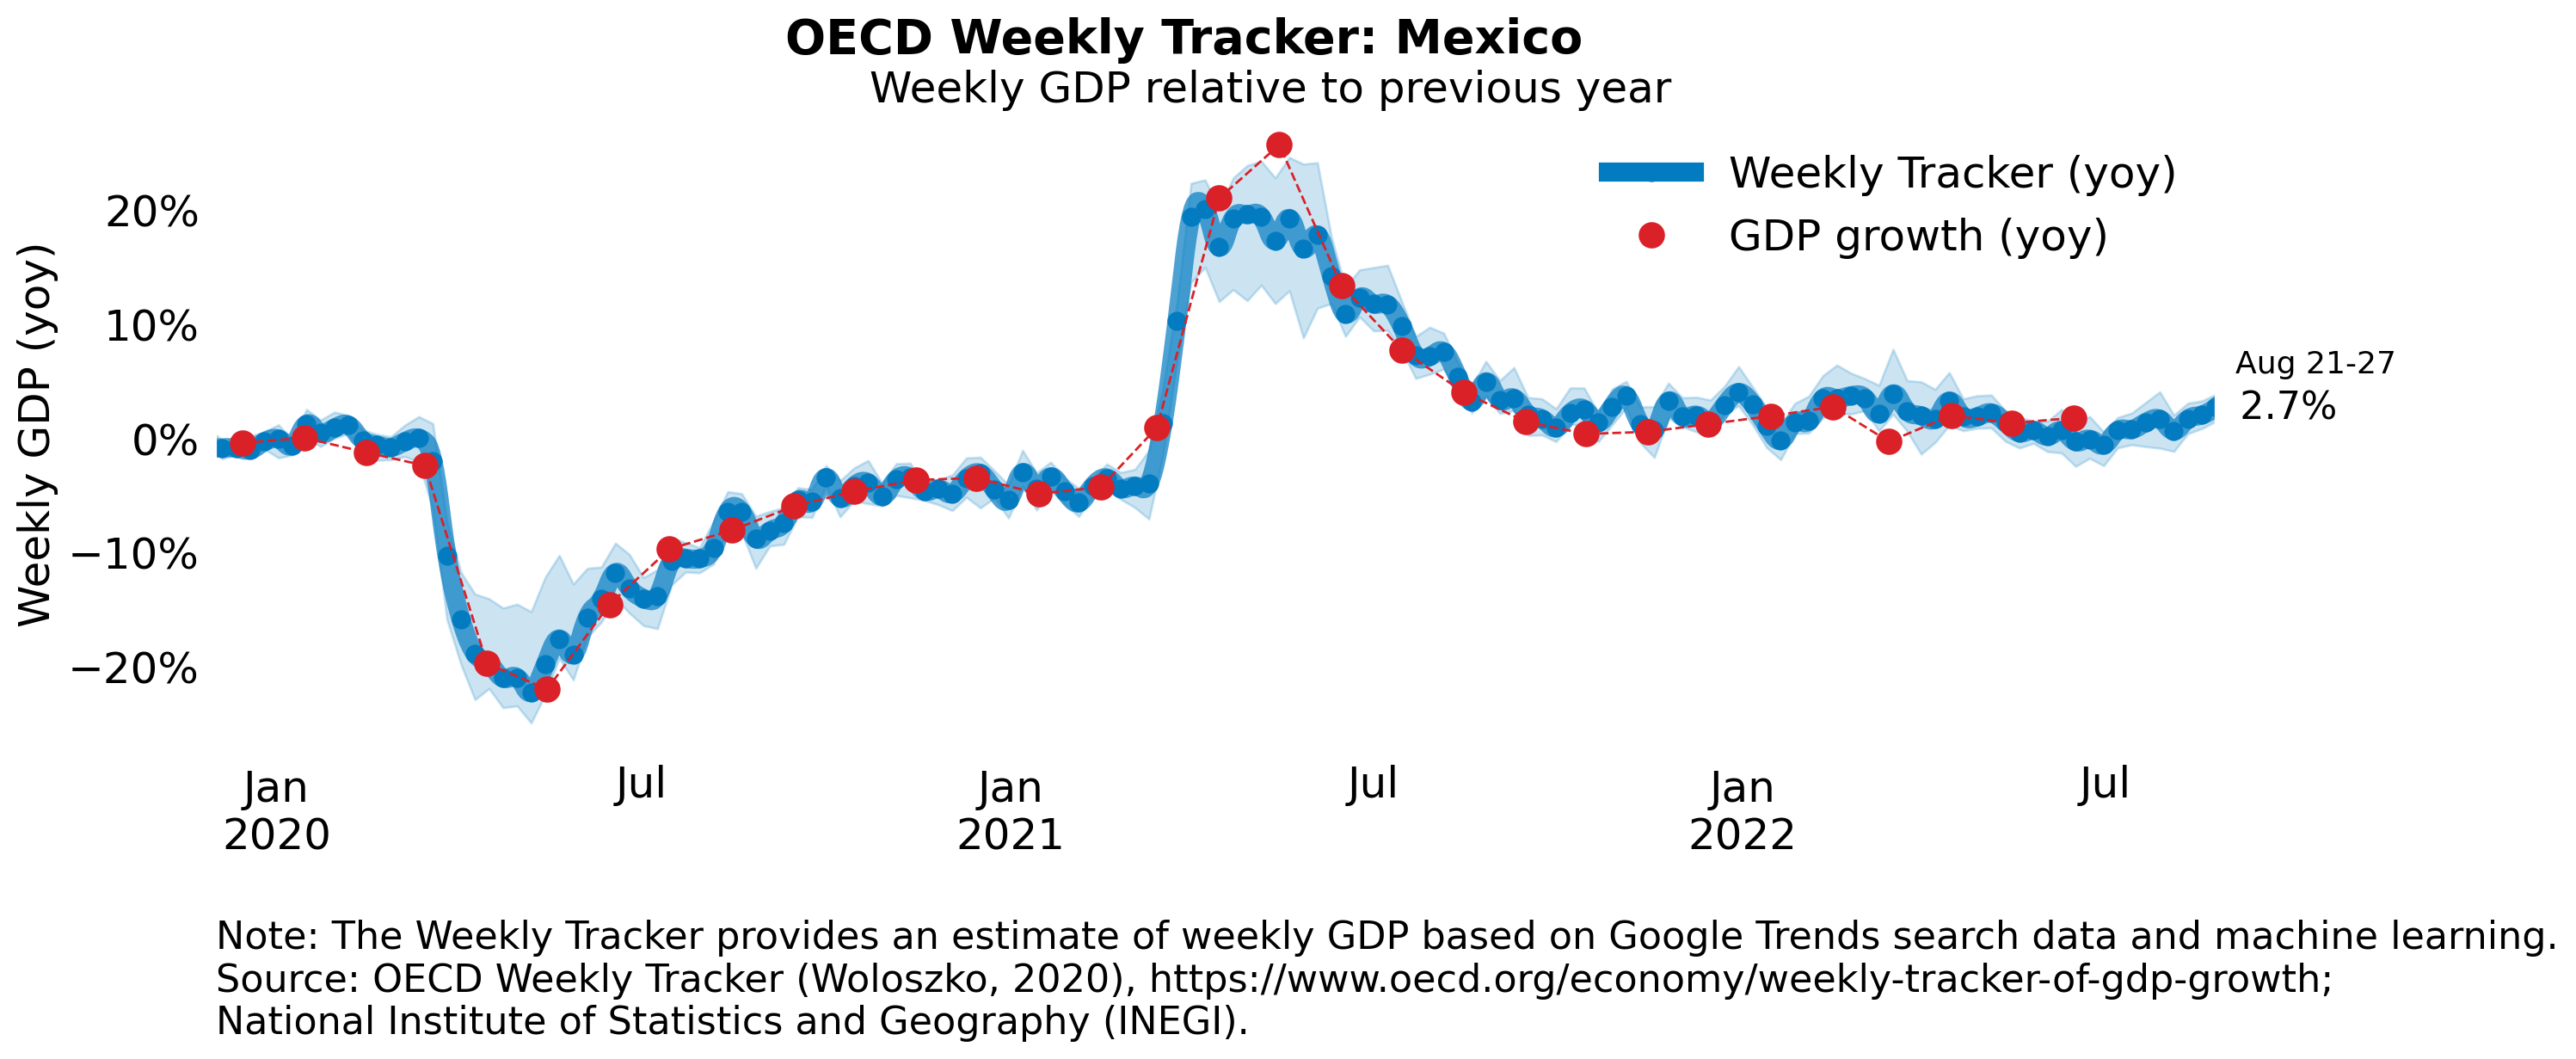 OECD Weekly Tracker: Mexico
Weekly GDP relative to previous year
Weekly Tracker (yoy)
GDP growth (yoy)
Weekly GDP (yoy)
20%
10%
0%
−10%
−20%
Aug 21-27
2.7%
Jan
2020
Jul
Jan
2021
Jul
Jan
2022
Jul
Note: The Weekly Tracker provides an estimate of weekly GDP based on Google Trends search data and machine learning.
Source: OECD Weekly Tracker (Woloszko, 2020), https://www.oecd.org/economy/weekly-tracker-of-gdp-growth;
National Institute of Statistics and Geography (INEGI).